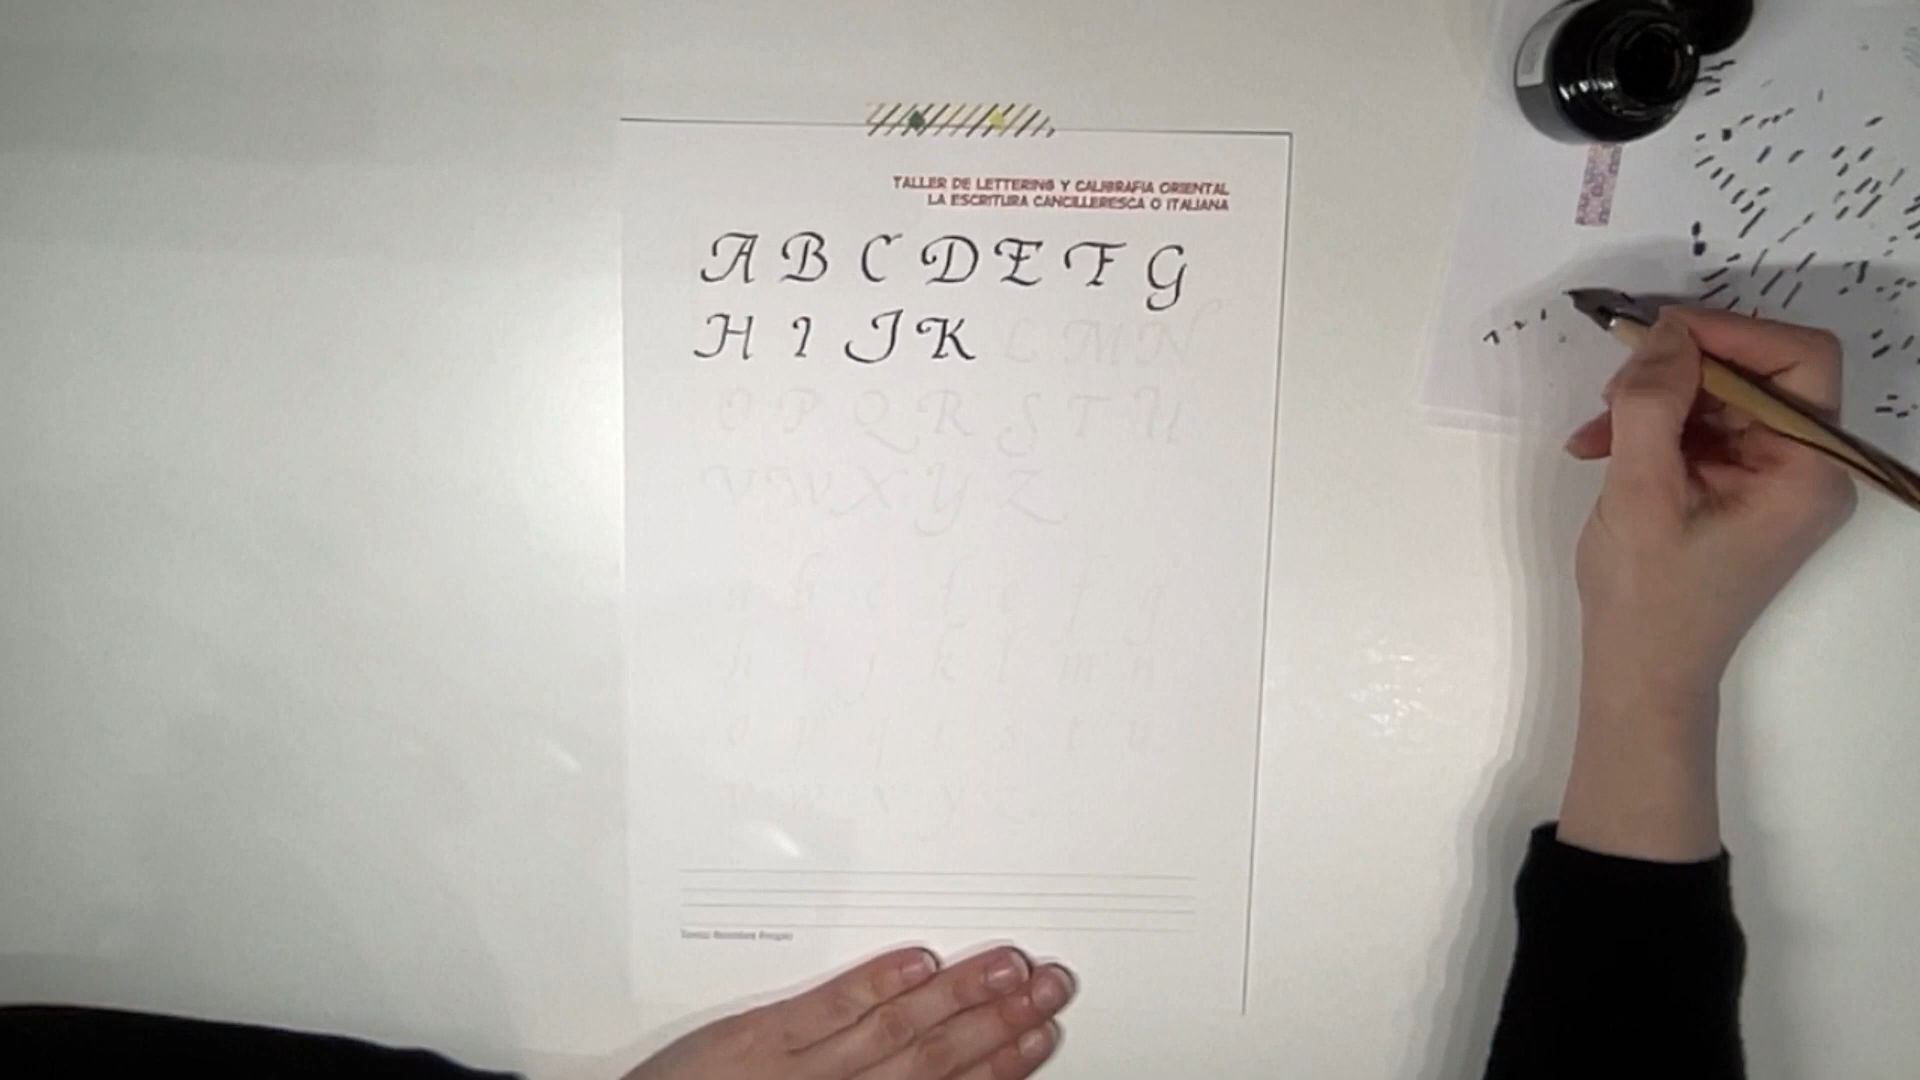 TALLER DE LETTERING Y CALIGRAFIA ORIENTAL
LA ESCRITURA CANCILLERESCA O ITALIANA
A B C D E F G
H I J K L M N
O P Q R S T U
V W X Y Z
a b c d e f g
h i j k l m n
o p q r s t u
v w x y